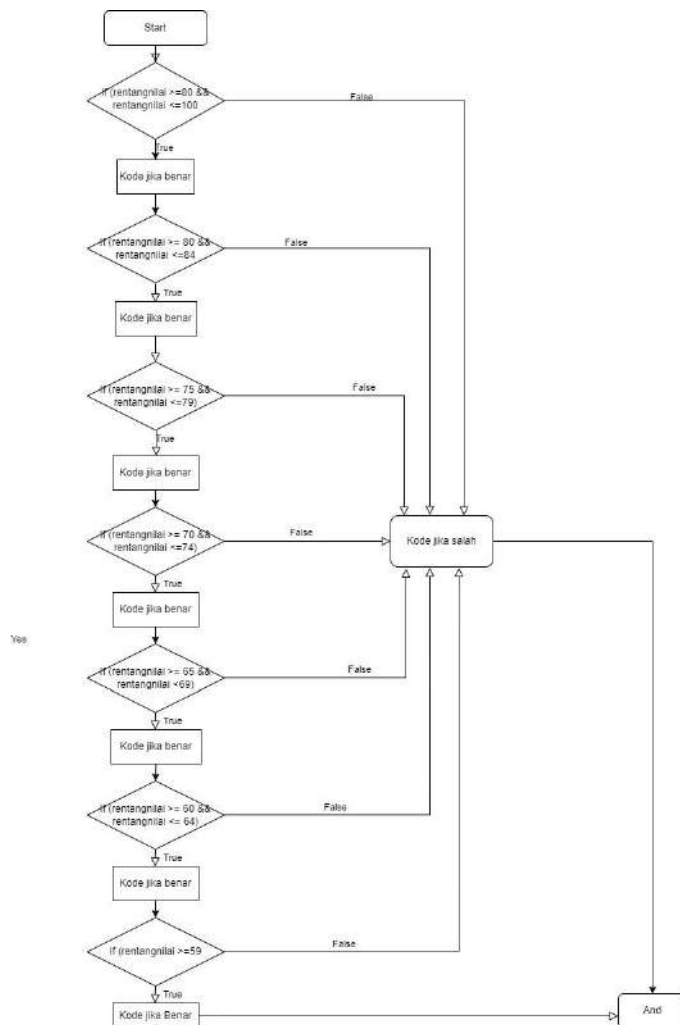 Start
if (rentangnilai >=80 &&
rentangnilai <=100
False
True
Kode jika benar
if (rentangnilai >= 80 &&
rentangnilai <=84
False
True
Kode jika benar
if (rentangnilai >= 75 &&
rentangnilai <=79)
False
True
Kode jika benar
if (rentangnilai >= 70 &&
rentangnilai <=74)
False
Kode jika salah
True
Kode jika benar
Yes
if (rentangnilai >= 65 &&
rentangnilai <69)
False
True
Kode jika benar
if (rentangnilai >= 60 &&
rentangnilai <= 64)
False
True
Kode jika benar
if (rentangnilai >=59
False
True
Kode jika Benar
And